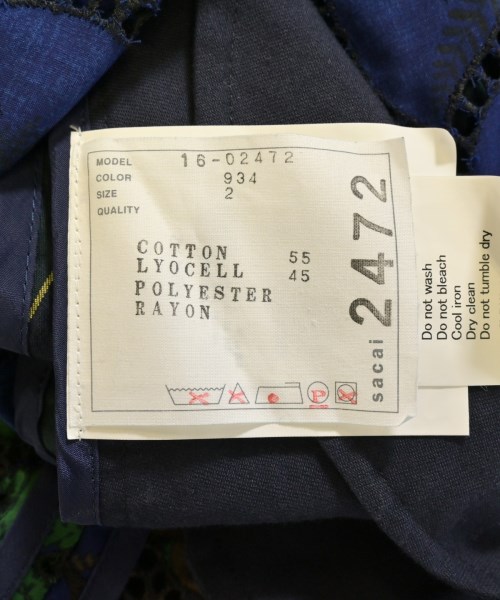 MODEL 16-02472
COLOR 934
SIZE 2
QUALITY
COTTON 55
LYOCELL 45
POLYESTER
RAYON
P
sacai 2472
Do not wash
Do not bleach
Cool iron
Dry clean
Do not tumble dry